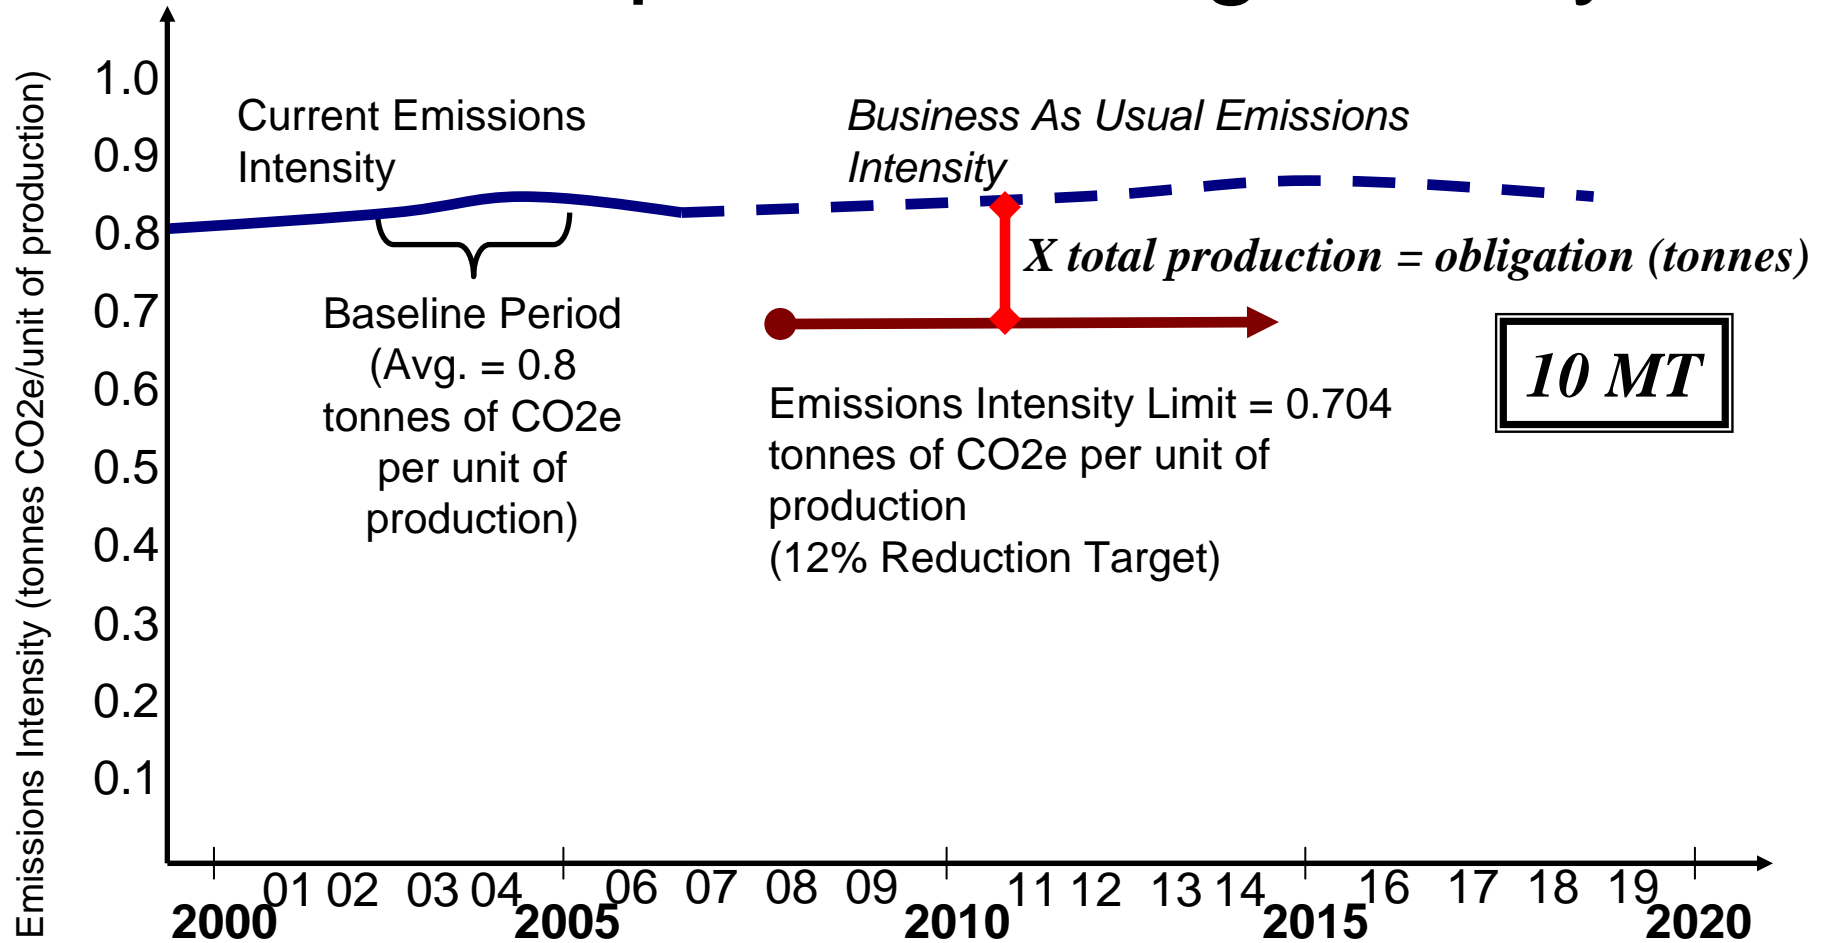 Emissions Intensity (tonnes CO2e/unit of production)
1.0
0.9
0.8
0.7
0.6
0.5
0.4
0.3
0.2
0.1
Current Emissions
Intensity
Business As Usual Emissions
Intensity
X total production = obligation (tonnes)
Baseline Period
(Avg. = 0.8
tonnes of CO2e
per unit of
production)
10 MT
Emissions Intensity Limit = 0.704
tonnes of CO2e per unit of
production
(12% Reduction Target)
2000 01 02 03 04 2005 06 07 08 09 2010 11 12 13 14 2015 16 17 18 19 2020